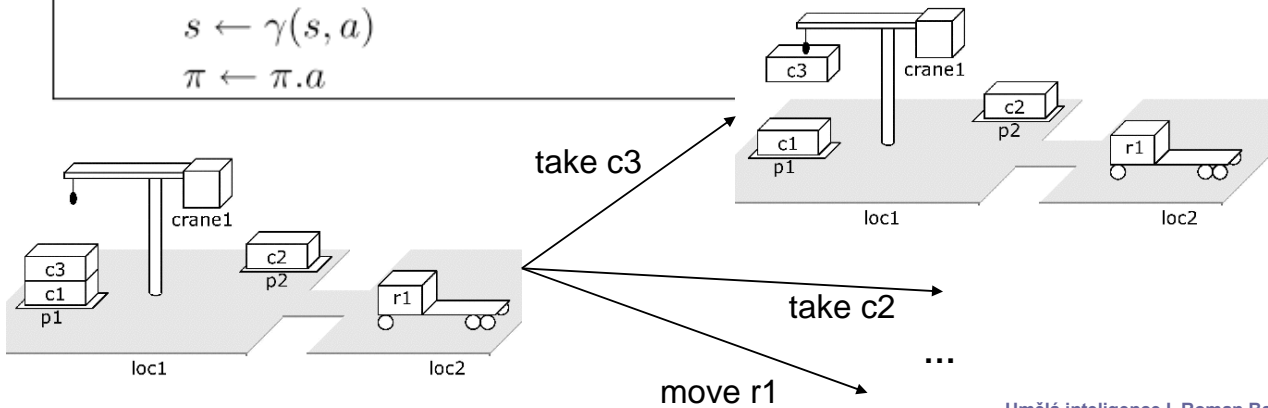 s ← γ(s, a)
π ← π.a
c3
crane1
c2
p2
c1
p1
r1
loc1
loc2
take c3
crane1
c3
c1
p1
c2
p2
r1
loc1
loc2
take c2
...
move r1
Umělá inteligence I, Roman